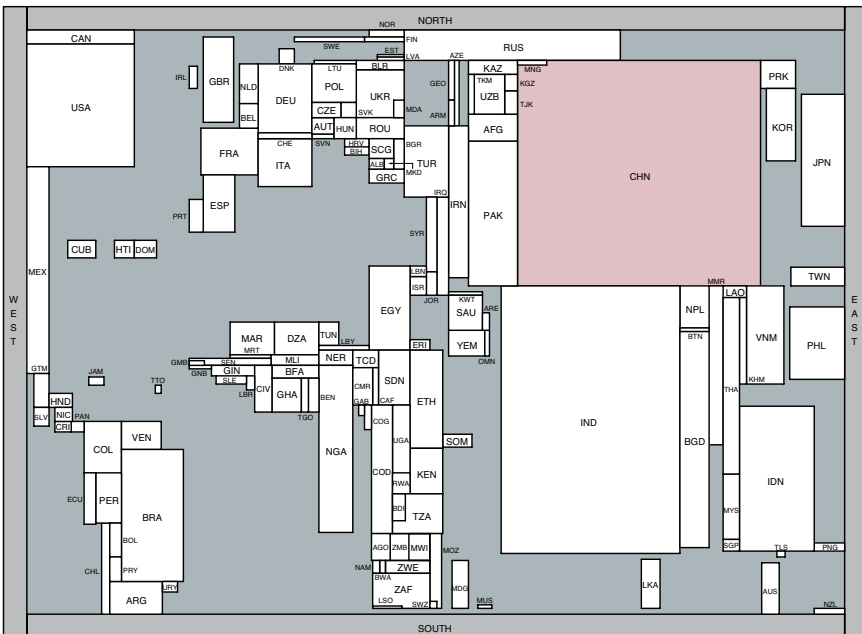 NORTH
NOR
CAN
FIN
SWE
RUS
EST
LVA
AZE
DNK
LTU
BLR
KAZ
MNG
IRL
GBR
NLD
DEU
POL
UKR
GEO
TKM
KGZ
PRK
USA
UZB
CZE
SVK
MDA
TJK
BEL
ARM
KOR
AUT
HUN
ROU
AFG
FRA
CHE
SVN
HRV
BIH
SCG
BGR
JPN
ITA
ALB
TUR
MKD
CHN
GRC
IRQ
ESP
IRN
PAK
PRT
SYR
CUB
HTI
DOM
MEX
LBN
TWN
ISR
MMR
JOR
KWT
LAO
WEST
EAST
EGY
SAU
ARE
NPL
MAR
DZA
TUN
LBY
BTN
VNM
PHL
ERI
YEM
MRT
OMN
GMB
SEN
MLI
NER
TCD
GTM
GNB
GIN
BFA
JAM
SLE
CMR
SDN
KHM
TTO
LBR
CIV
GHA
BEN
GAB
CAF
ETH
THA
HND
SLV
NIC
PAN
TGO
COG
IND
CRI
COL
VEN
UGA
SOM
BGD
NGA
COD
KEN
RWA
IDN
ECU
PER
BRA
BDI
TZA
MYS
BOL
AGO
ZMB
MWI
MOZ
SGP
TLS
PNG
CHL
PRY
NAM
ZWE
BWA
URY
ZAF
MDG
LKA
AUS
ARG
LSO
SWZ
MUS
NZL
SOUTH